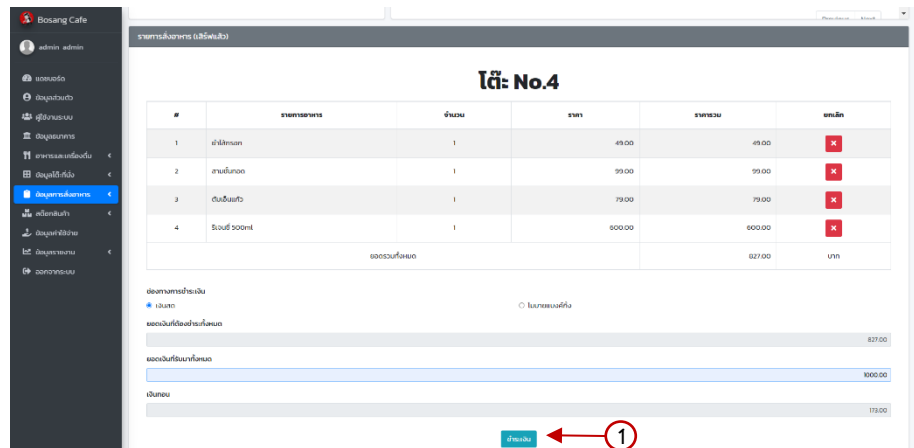 Bosang Cafe
Previous Next
admin admin
รายการสั่งอาหาร (เสิร์ฟแล้ว)
โต๊ะ No.4
แดชบอร์ด
ข้อมูลส่วนตัว
ผู้ใช้งานระบบ
ข้อมูลธนาคาร
อาหารและเครื่องดื่ม
ข้อมูลโต๊ะที่นั่ง
ข้อมูลการสั่งอาหาร
สต็อกสินค้า
ข้อมูลค่าใช้จ่าย
ข้อมูลรายงาน
ออกจากระบบ
# รายการอาหาร จำนวน ราคา ราคารวม ยกเลิก
1 ยำไส้กรอก 1 49.00 49.00
2 สามชั้นทอด 1 99.00 99.00
3 ต้มเอ็นแก้ว 1 79.00 79.00
4 รีเจนซี่ 500ml 1 600.00 600.00
ยอดรวมทั้งหมด 827.00 บาท
ช่องทางการชำระเงิน
เงินสด โมบายแบงค์กิ้ง
ยอดเงินที่ต้องชำระทั้งหมด
827.00
ยอดเงินที่รับมาทั้งหมด
1000.00
เงินทอน
173.00
ชำระเงิน 1